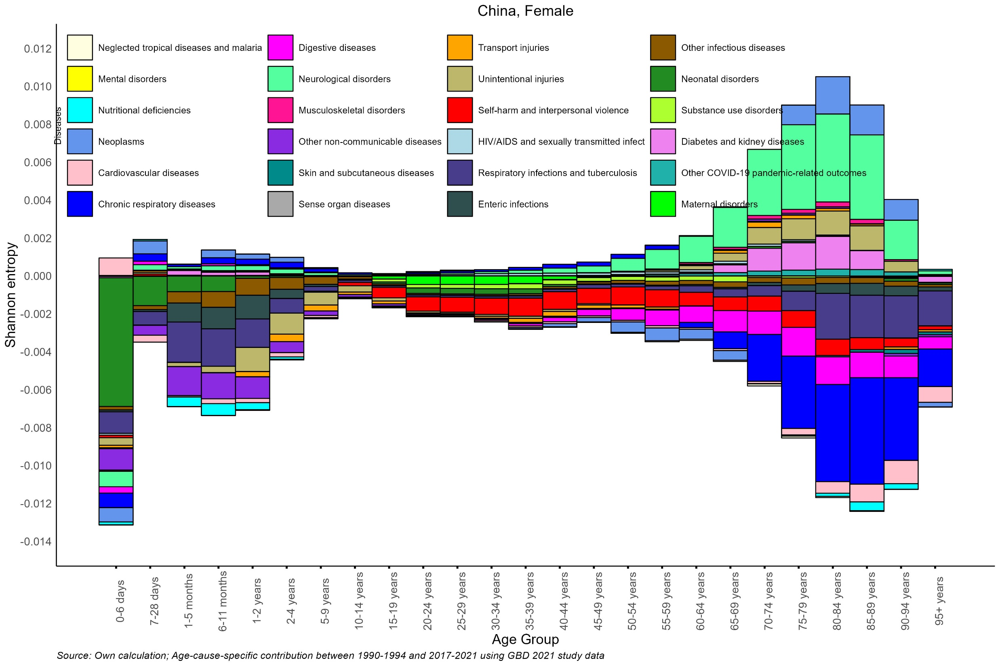 China, Female
Diseases
Neglected tropical diseases and malaria
Mental disorders
Nutritional deficiencies
Neoplasms
Cardiovascular diseases
Chronic respiratory diseases
Digestive diseases
Neurological disorders
Musculoskeletal disorders
Other non-communicable diseases
Skin and subcutaneous diseases
Sense organ diseases
Transport injuries
Unintentional injuries
Self-harm and interpersonal violence
HIV/AIDS and sexually transmitted infect
Respiratory infections and tuberculosis
Enteric infections
Other infectious diseases
Neonatal disorders
Substance use disorders
Diabetes and kidney diseases
Other COVID-19 pandemic-related outcomes
Maternal disorders
Shannon entropy
0.012
0.010
0.008
0.006
0.004
0.002
0.000
-0.002
-0.004
-0.006
-0.008
-0.010
-0.012
-0.014
0-6 days
7-28 days
1-5 months
6-11 months
1-2 years
2-4 years
5-9 years
10-14 years
15-19 years
20-24 years
25-29 years
30-34 years
35-39 years
40-44 years
45-49 years
50-54 years
55-59 years
60-64 years
65-69 years
70-74 years
75-79 years
80-84 years
85-89 years
90-94 years
95+ years
Age Group
Source: Own calculation; Age-cause-specific contribution between 1990-1994 and 2017-2021 using GBD 2021 study data